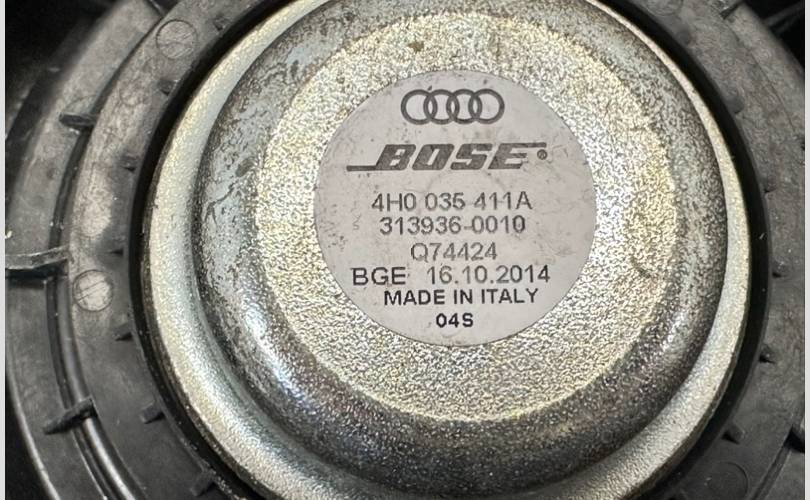 BOSE
4H0 035 411A
313936-0010
Q74424
BGE 16.10.2014
MADE IN ITALY
04S